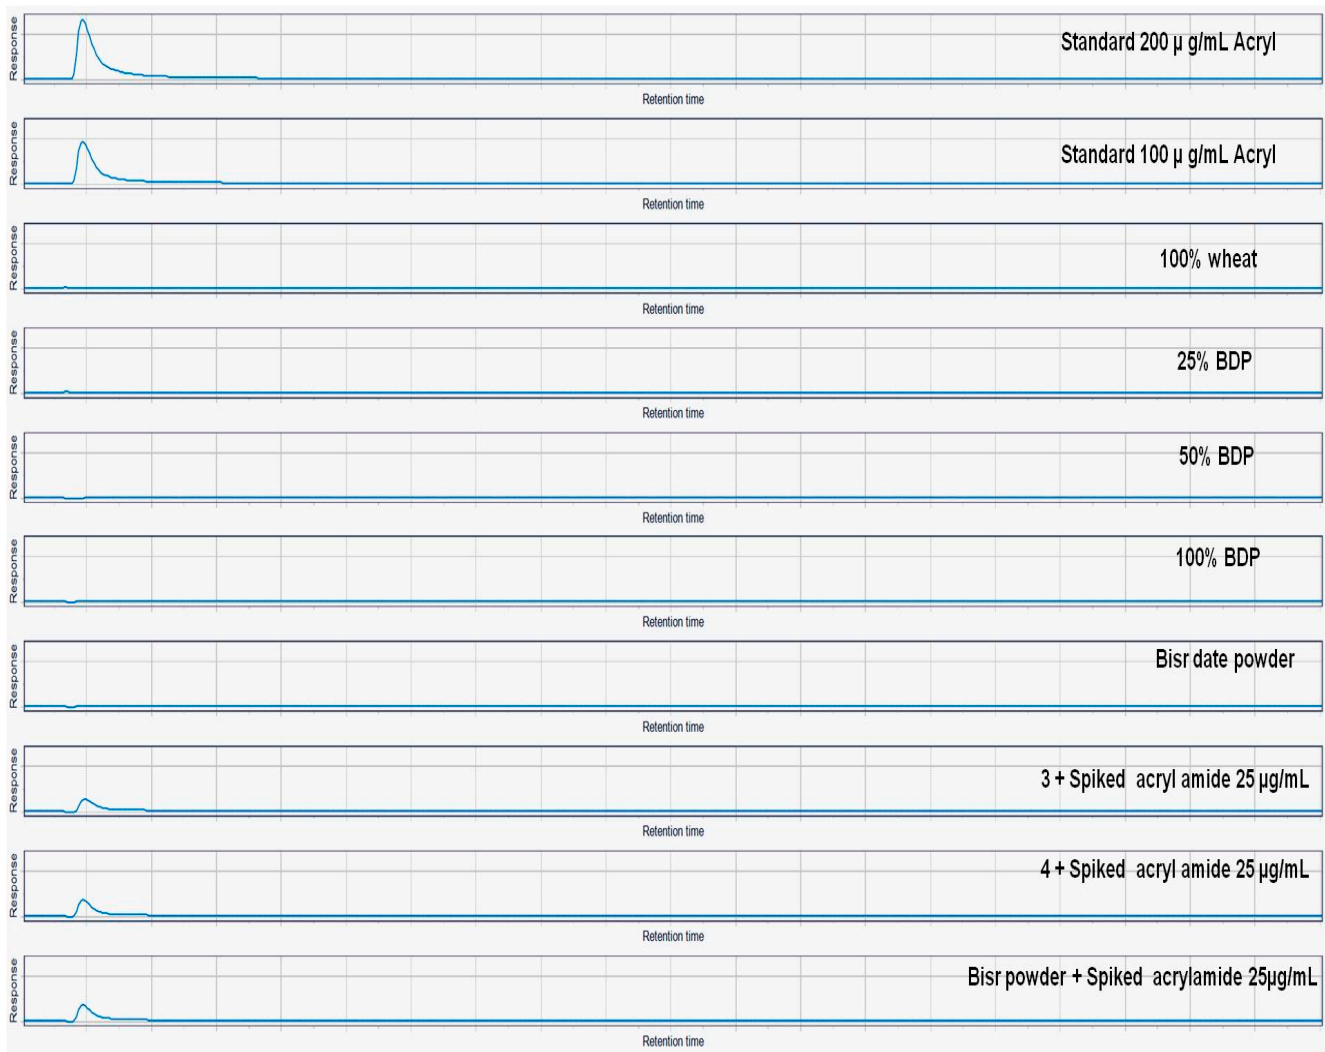 Response
Standard 200 µ g/mL Acryl
Retention time
Response
Standard 100 µ g/mL Acryl
Retention time
Response
100% wheat
Retention time
Response
25% BDP
Retention time
Response
50% BDP
Retention time
Response
100% BDP
Retention time
Response
Bisr date powder
Retention time
Response
3 + Spiked acryl amide 25 µg/mL
Retention time
Response
4 + Spiked acryl amide 25 µg/mL
Retention time
Response
Bisr powder + Spiked acrylamide 25µg/mL
Retention time